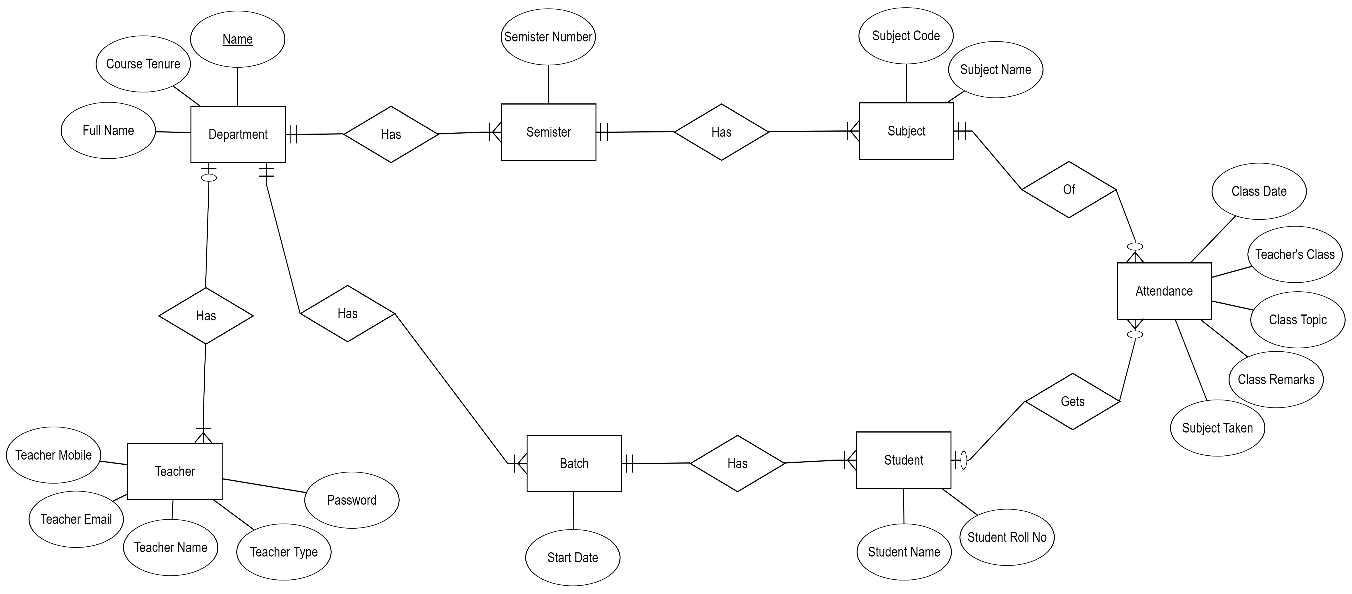 Name
Semister Number
Subject Code
Course Tenure
Subject Name
Full Name
Department
Has
Semister
Has
Subject
Of
Class Date
Teacher's Class
Attendance
Has
Has
Class Topic
Class Remarks
Gets
Subject Taken
Teacher Mobile
Teacher
Batch
Has
Student
Password
Teacher Email
Teacher Name
Teacher Type
Start Date
Student Name
Student Roll No